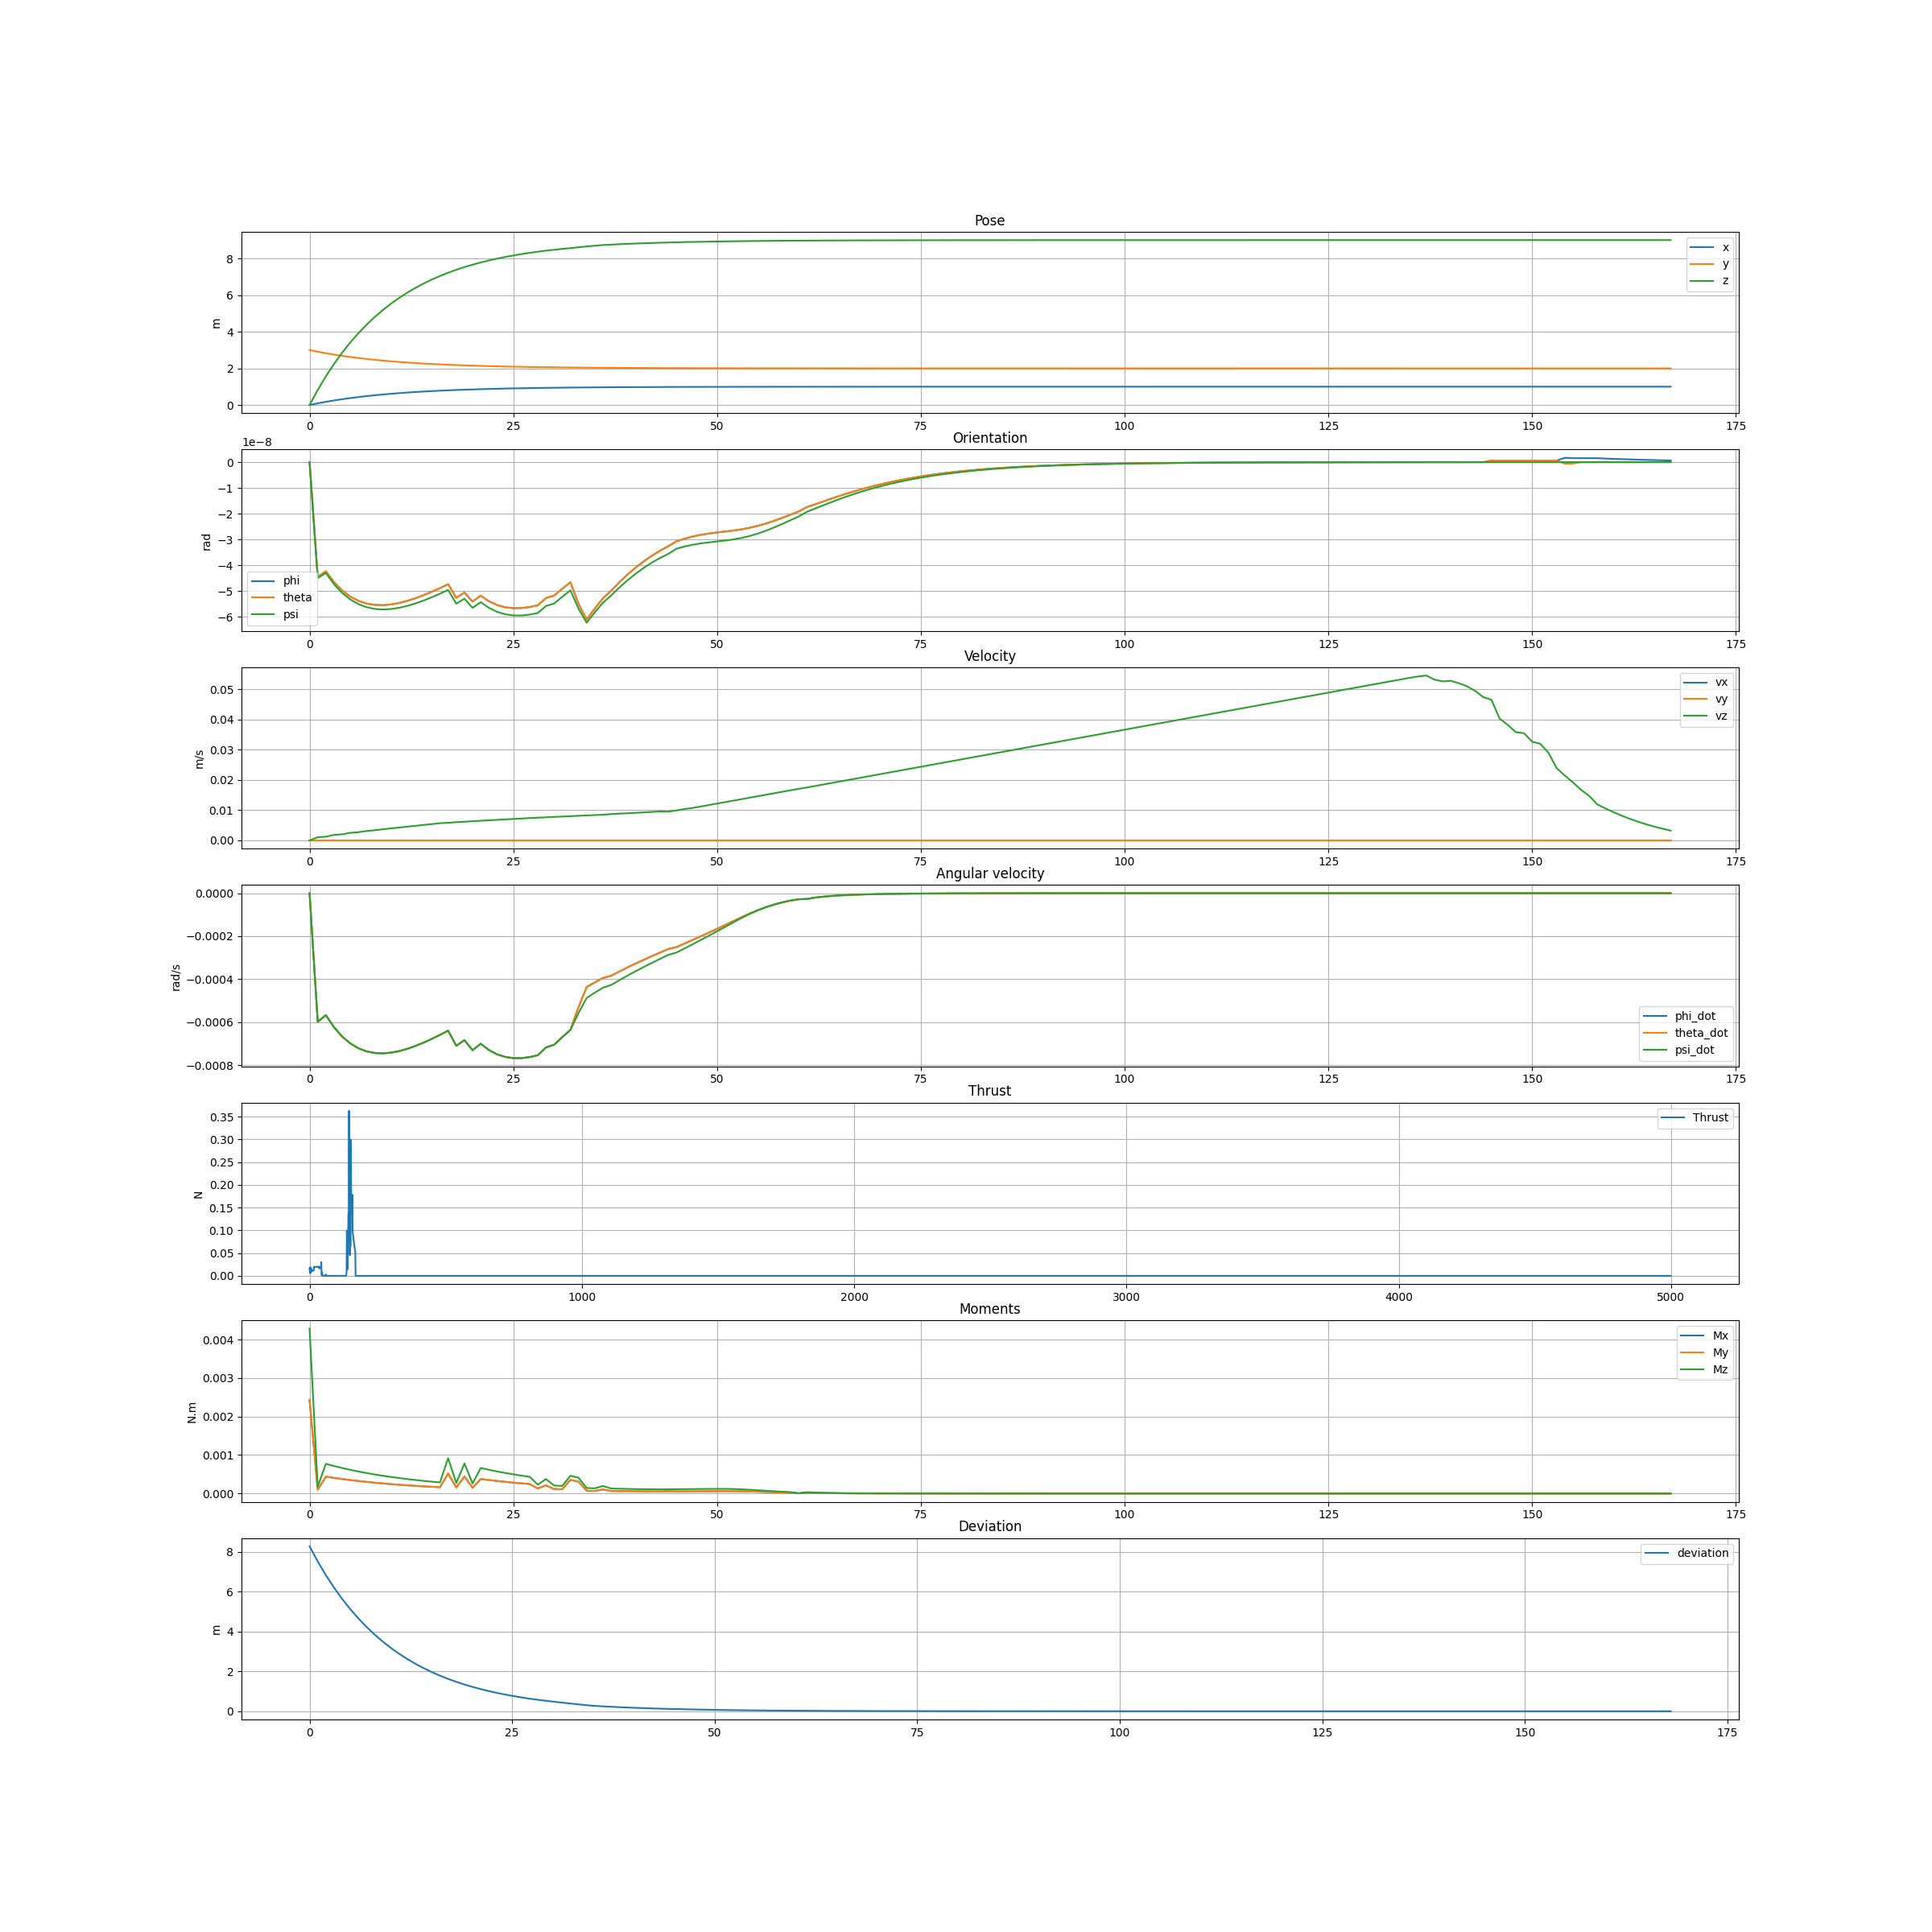 Pose
m
8
6
4
2
0
x
y
z
0 25 50 75 100 125 150 175
1e−8
Orientation
rad
0
−1
−2
−3
−4
−5
−6
phi
theta
psi
0 25 50 75 100 125 150 175
Velocity
m/s
0.05
0.04
0.03
0.02
0.01
0.00
vx
vy
vz
0 25 50 75 100 125 150 175
Angular velocity
rad/s
0.0000
−0.0002
−0.0004
−0.0006
−0.0008
phi_dot
theta_dot
psi_dot
0 25 50 75 100 125 150 175
Thrust
N
0.35
0.30
0.25
0.20
0.15
0.10
0.05
0.00
Thrust
0 1000 2000 3000 4000 5000
Moments
N.m
0.004
0.003
0.002
0.001
0.000
Mx
My
Mz
0 25 50 75 100 125 150 175
Deviation
m
8
6
4
2
0
deviation
0 25 50 75 100 125 150 175